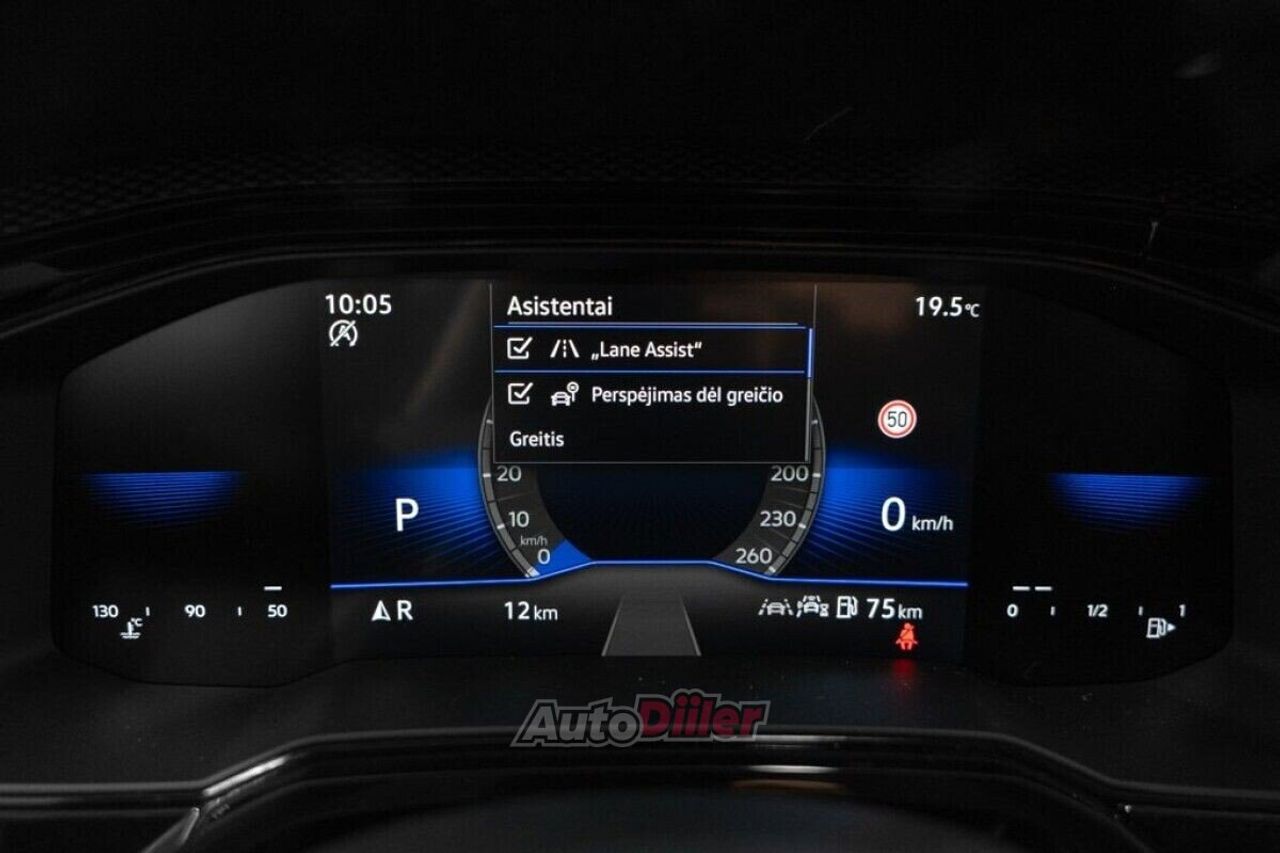 10:05
Asistentai
19.5°C
„Lane Assist“
Perspėjimas dėl greičio
Greitis
50
20
200
P
10
230
0 km/h
km/h
0
260
130 90 50
°C
R
12 km
75 km
0 1/2 1
AutoDiiler